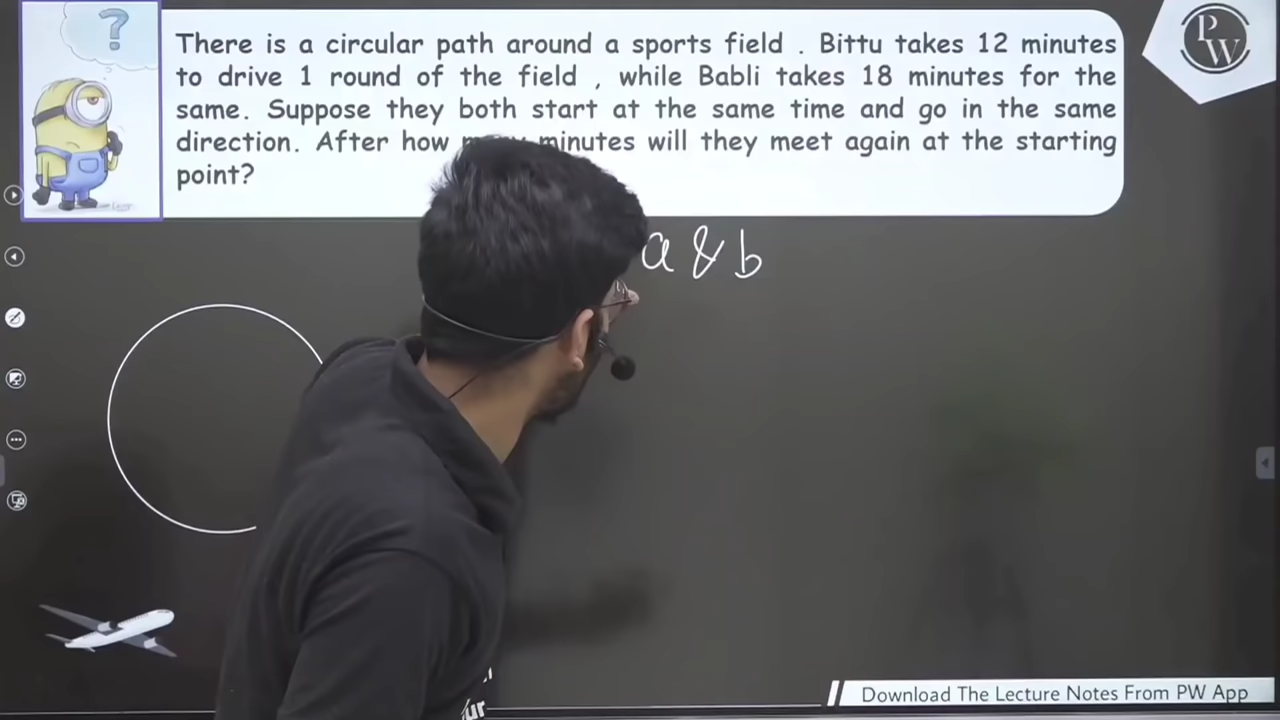 ?
There is a circular path around a sports field . Bittu takes 12 minutes
to drive 1 round of the field , while Babli takes 18 minutes for the
same. Suppose they both start at the same time and go in the same
direction. After how minutes will they meet again at the starting
point?
P
W
a & b
Download The Lecture Notes From PW App